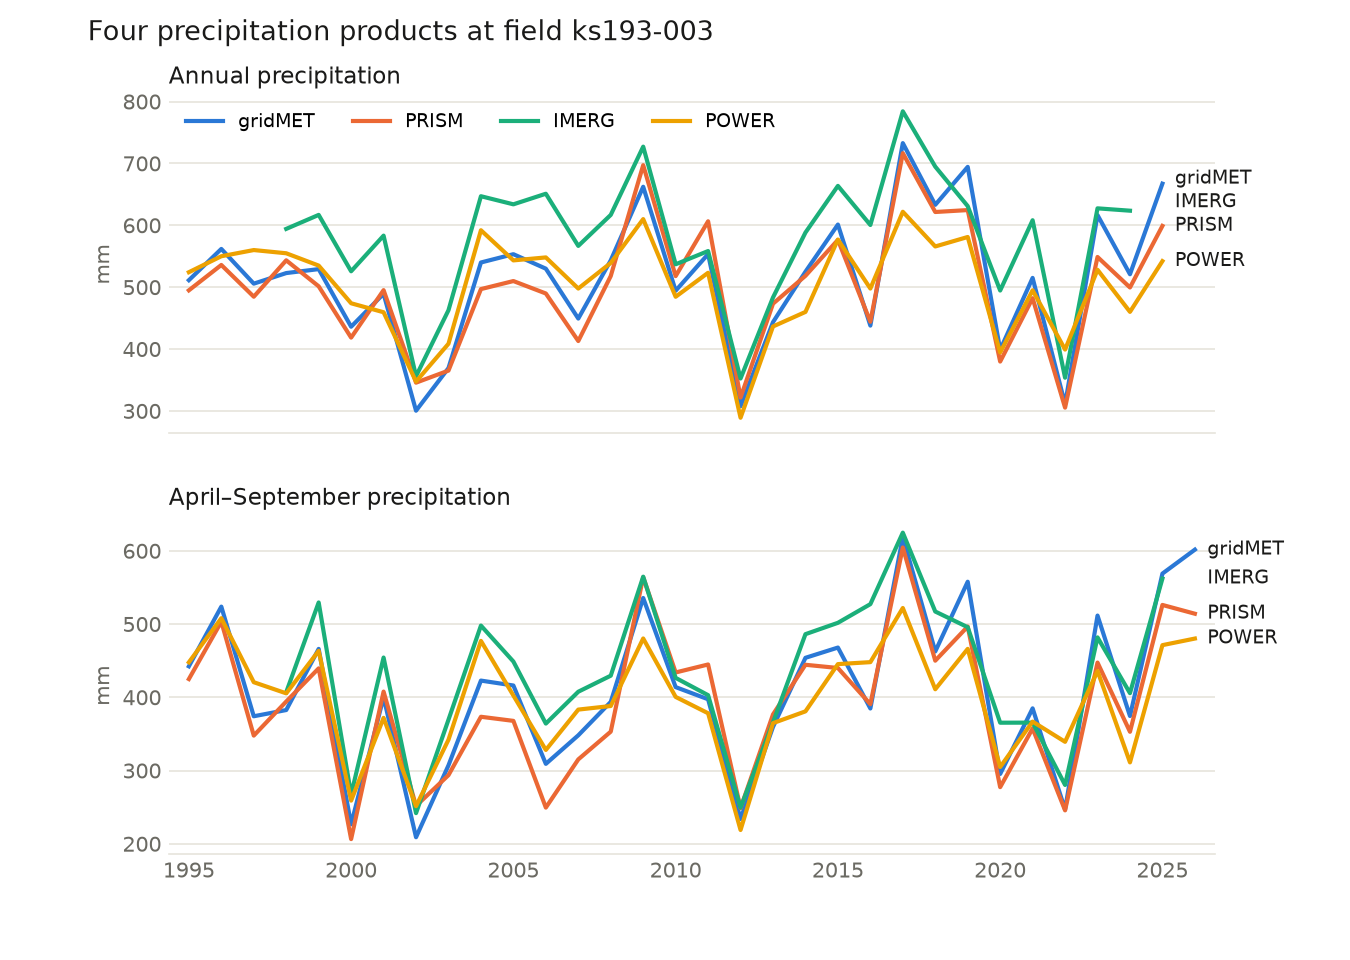 Four precipitation products at field ks193-003
Annual precipitation
800
gridMET PRISM IMERG POWER
700
gridMET
IMERG
600
PRISM
mm
POWER
500
400
300
April–September precipitation
600
gridMET
IMERG
500
PRISM
POWER
mm
400
300
200
1995 2000 2005 2010 2015 2020 2025